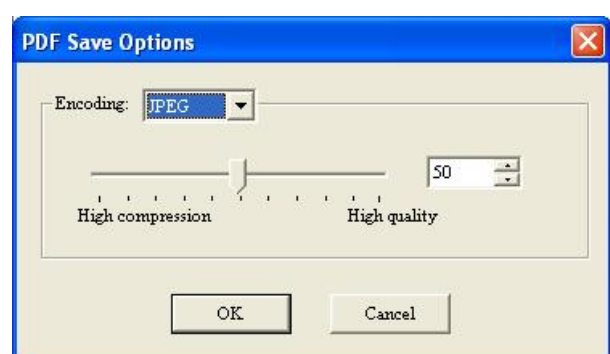 PDF Save Options
Encoding: JPEG
50
High compression High quality
OK Cancel